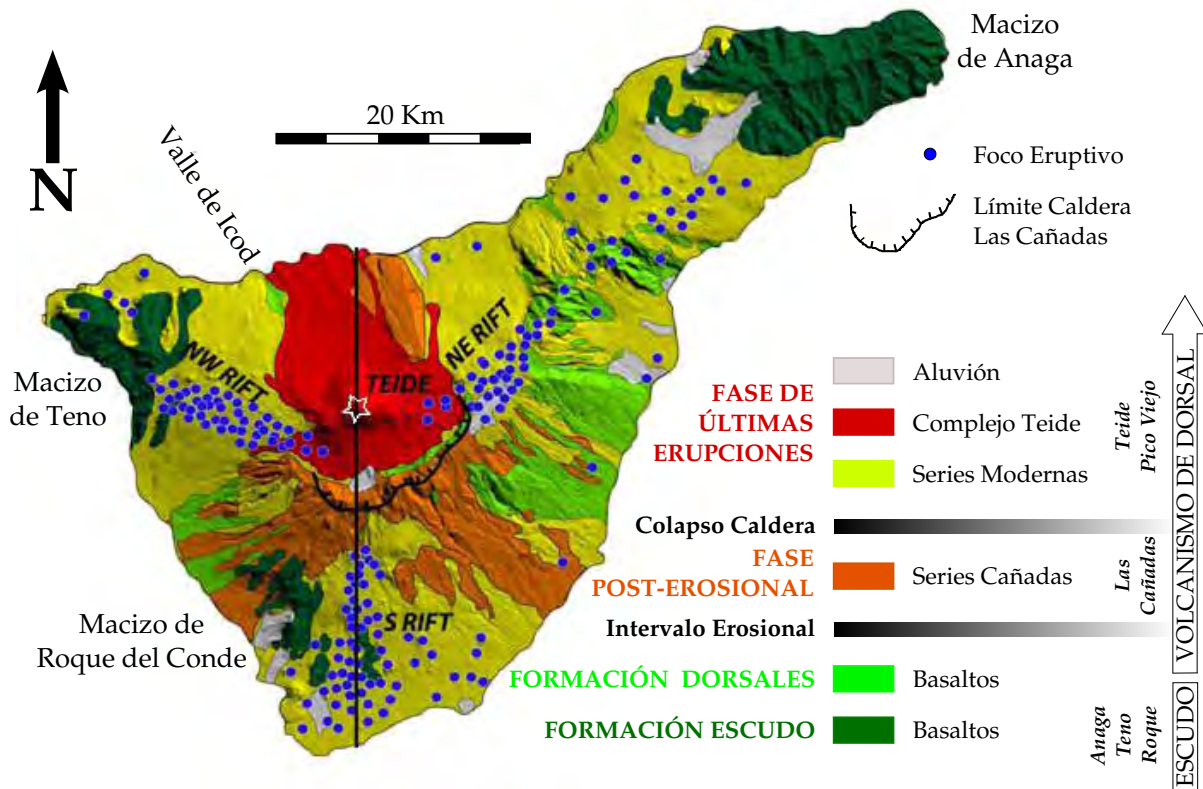 Macizo
de Anaga
20 Km
N
Valle de Icod
Foco Eruptivo
Límite Caldera
Las Cañadas
NW RIFT
TEIDE
NE RIFT
Macizo
de Teno
S RIFT
Macizo de
Roque del Conde
FASE DE
ÚLTIMAS
ERUPCIONES
Aluvión
Complejo Teide
Series Modernas
Teide
Pico Viejo
Colapso Caldera
FASE
POST-EROSIONAL
Series Cañadas
Las
Cañadas
Intervalo Erosional
FORMACIÓN DORSALES
Basaltos
FORMACIÓN ESCUDO
Basaltos
Anaga
Teno
Roque
VOLCANISMO DE DORSAL
ESCUDO